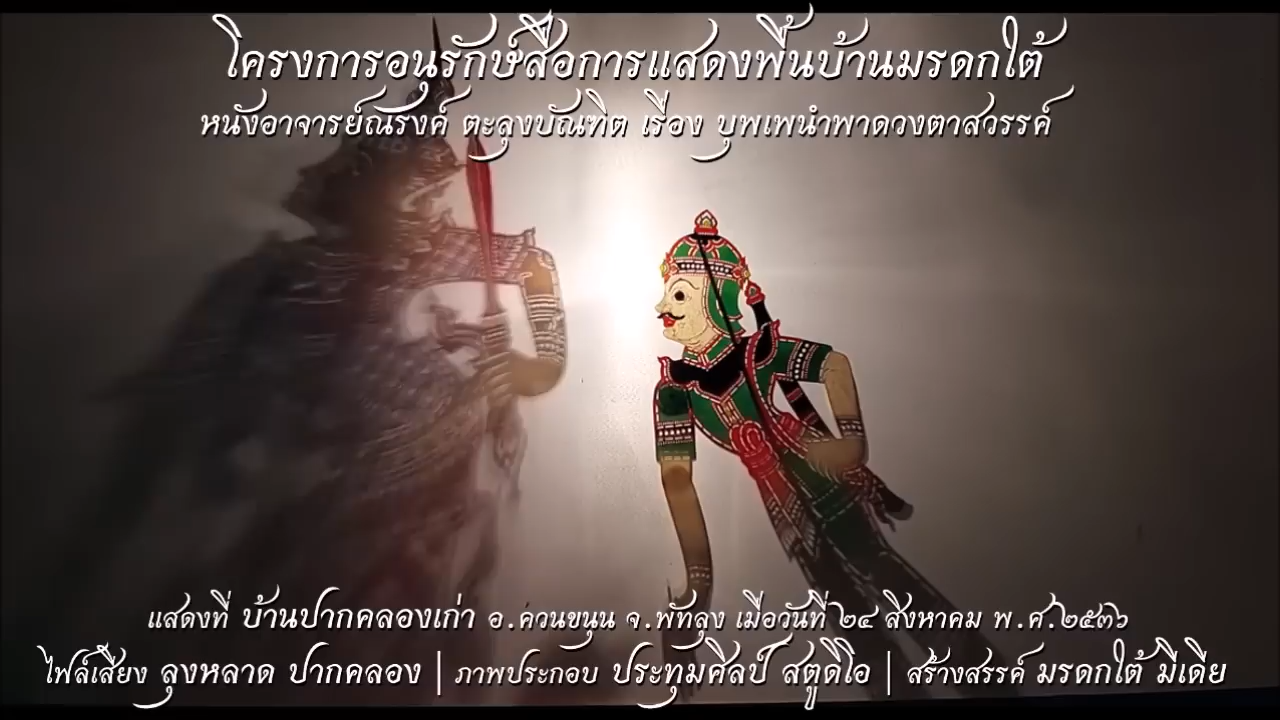 โครงการอนุรักษ์สื่อการแสดงพื้นบ้านมรดกใต้
หนังอาจารย์ณรงค์ ตะลุงบัณฑิต เรื่อง บุพเพนำพาดวงตาสวรรค์
แสดงที่ บ้านปากคลองเก่า อ.ควนขนุน จ.พัทลุง เมื่อวันที่ ๒๔ สิงหาคม พ.ศ.๒๕๓๖
ไฟล์เสียง ลุงหลาด ปากคลอง | ภาพประกอบ ประทุมศิลป์ สตูดิโอ | สร้างสรรค์ มรดกใต้ มีเดีย